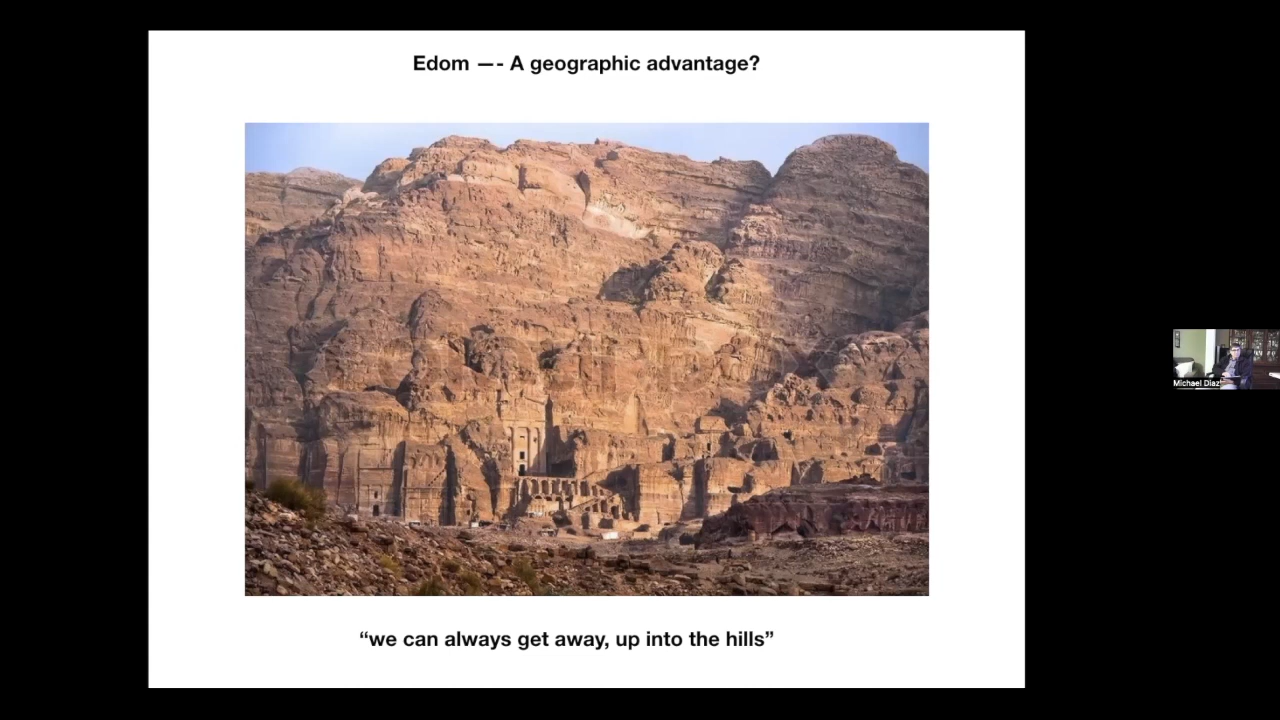 Edom —- A geographic advantage?
“we can always get away, up into the hills”
Michael Diaz